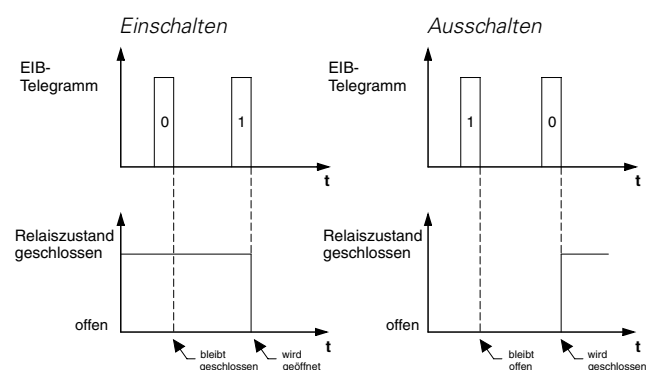 Einschalten
EIB-
Telegramm
0
1
t
Relaiszustand
geschlossen
offen
t
bleibt
geschlossen
wird
geöffnet
Ausschalten
EIB-
Telegramm
1
0
t
Relaiszustand
geschlossen
offen
t
bleibt
offen
wird
geschlossen